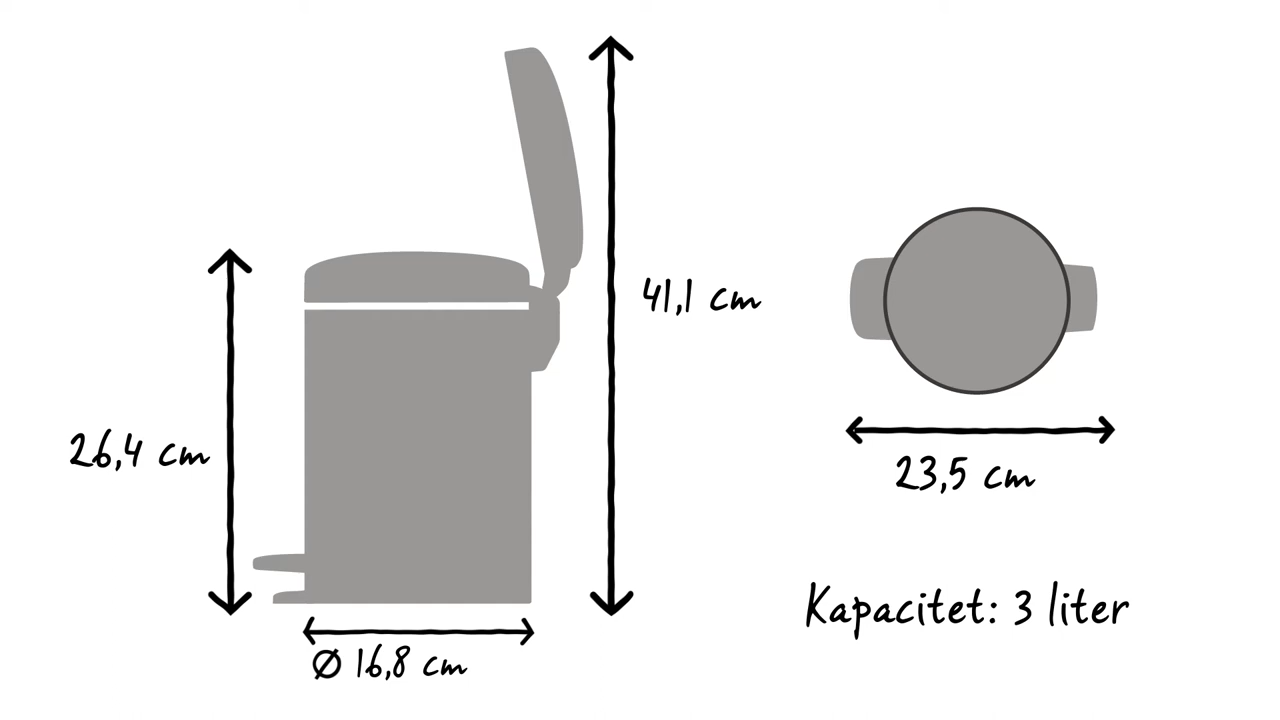 41,1 cm
26,4 cm
23,5 cm
Kapacitet: 3 liter
Ø 16,8 cm